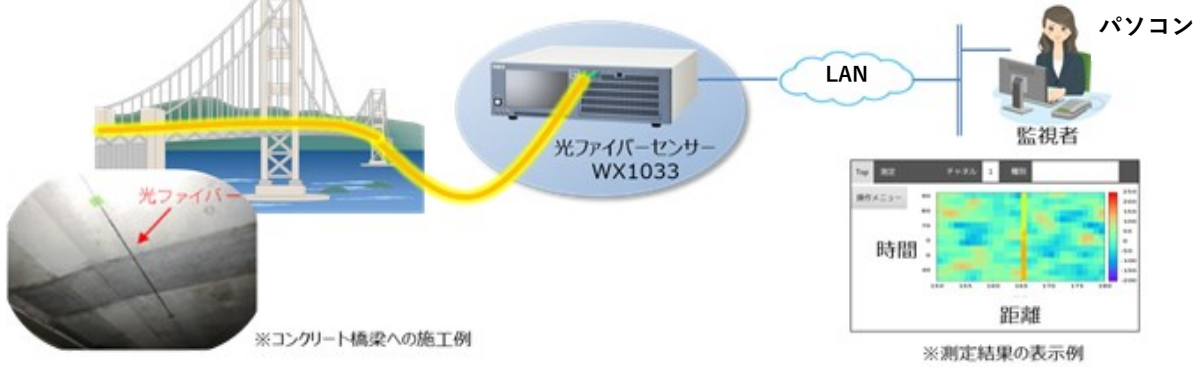 パソコン
LAN
監視者
光ファイバーセンサー
WX1033
光ファイバー
Top 測定 チャネル 1 種別
操作メニュー
時間
距離
※コンクリート橋梁への施工例
※測定結果の表示例